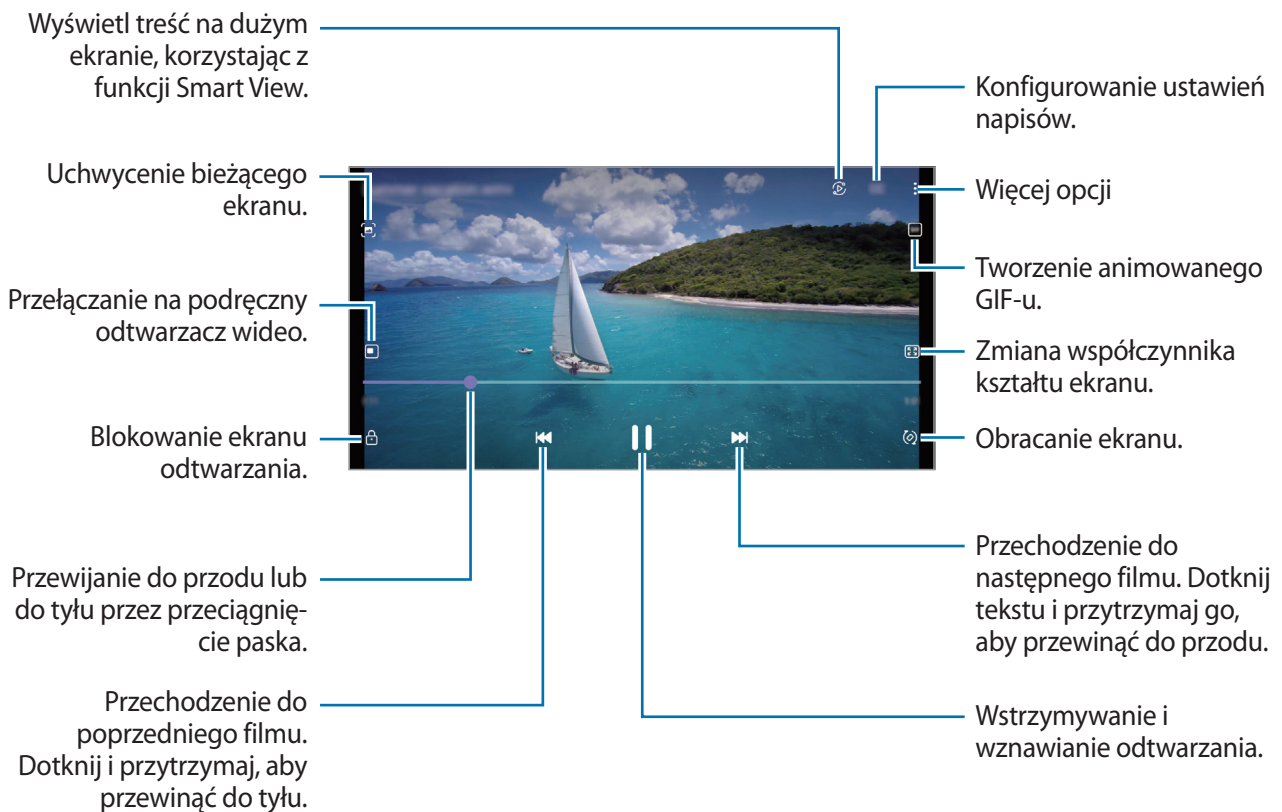 Wyświetl treść na dużym
ekranie, korzystając z
funkcji Smart View.
Konfigurowanie ustawień
napisów.
Uchwycenie bieżącego
ekranu.
Więcej opcji
Tworzenie animowanego
GIF-u.
Przełączanie na podręczny
odtwarzacz wideo.
Zmiana współczynnika
kształtu ekranu.
Blokowanie ekranu
odtwarzania.
Obracanie ekranu.
Przewijanie do przodu lub
do tyłu przez przeciągnię-
cie paska.
Przechodzenie do
następnego filmu. Dotknij
tekstu i przytrzymaj go,
aby przewinąć do przodu.
Przechodzenie do
poprzedniego filmu.
Dotknij i przytrzymaj, aby
przewinąć do tyłu.
Wstrzymywanie i
wznawianie odtwarzania.